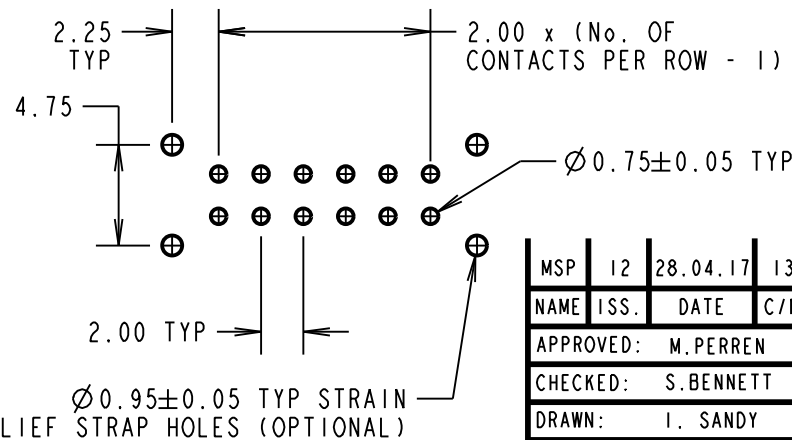 2.25
TYP
2.00 x (No. OF
CONTACTS PER ROW - 1)
4.75
Ø0.75±0.05 TYP
2.00 TYP
Ø0.95±0.05 TYP STRAIN
LIEF STRAP HOLES (OPTIONAL)
MSP 12 28.04.17 13
NAME ISS. DATE C/
APPROVED: M.PERREN
CHECKED: S.BENNETT
DRAWN: I. SANDY